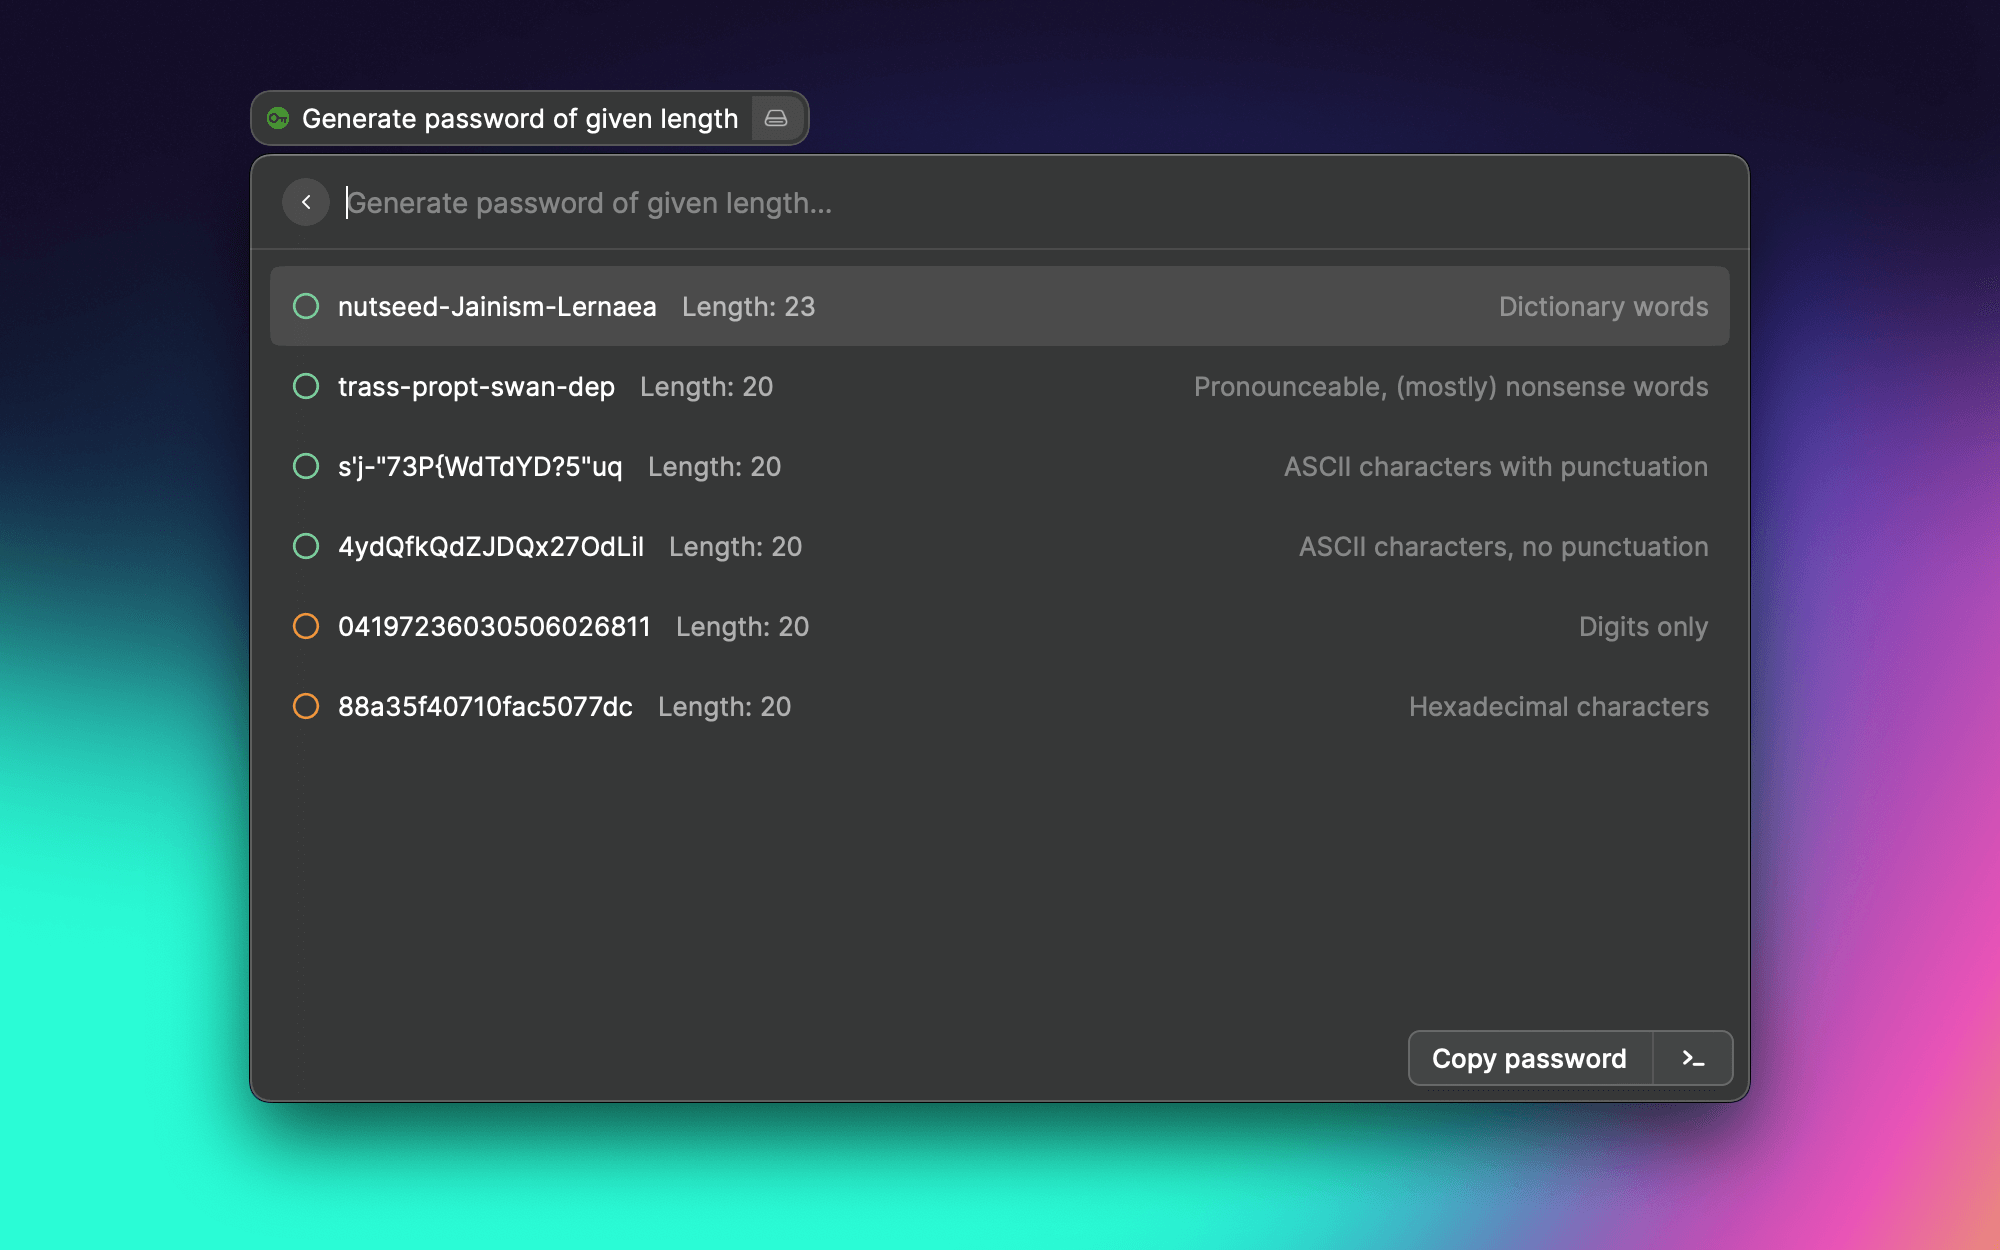 Generate password of given length
Generate password of given length...
nutseed-Jainism-Lernaea Length: 23 Dictionary words
trass-propt-swan-dep Length: 20 Pronounceable, (mostly) nonsense words
s'j-"73P{WdTdYD?5"uq Length: 20 ASCII characters with punctuation
4ydQfkQdZJDQx27OdLil Length: 20 ASCII characters, no punctuation
04197236030506026811 Length: 20 Digits only
88a35f40710fac5077dc Length: 20 Hexadecimal characters
Copy password